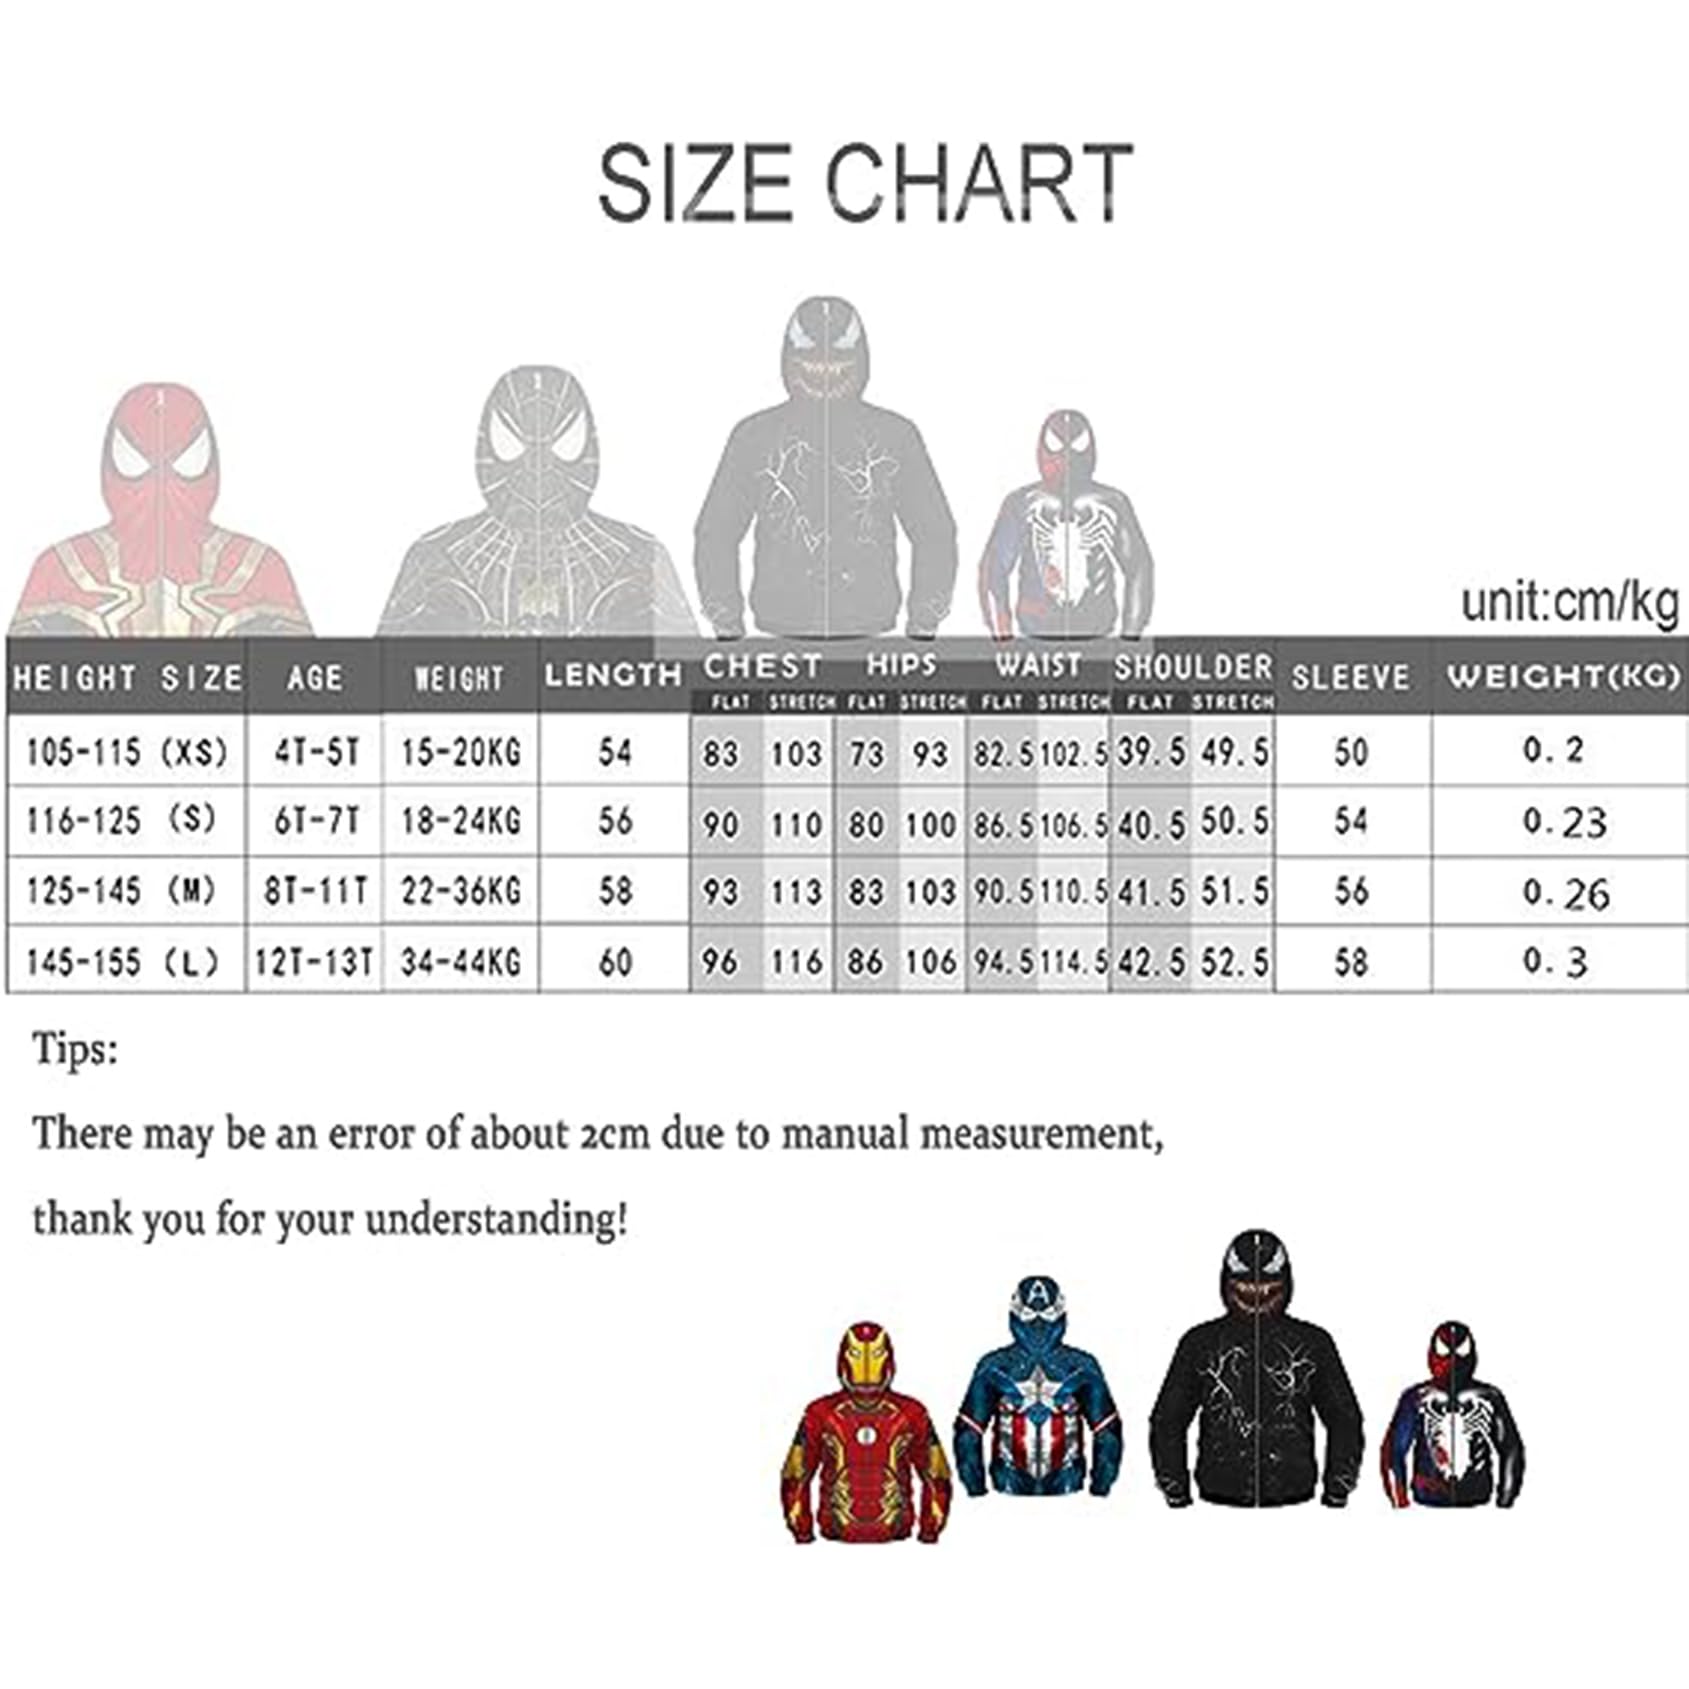 SIZE CHART
unit:cm/kg
HEIGHT SIZE AGE WEIGHT LENGTH CHEST HIPS WAIST SHOULDER SLEEVE WEIGHT(KG)
FLAT STRETCH FLAT STRETCH FLAT STRETCH FLAT STRETCH
105-115 (XS) 4T-5T 15-20KG 54 83 103 73 93 82.5 102.5 39.5 49.5 50 0.2
116-125 (S) 6T-7T 18-24KG 56 90 110 80 100 86.5 106.5 40.5 50.5 54 0.23
125-145 (M) 8T-11T 22-36KG 58 93 113 83 103 90.5 110.5 41.5 51.5 56 0.26
145-155 (L) 12T-13T 34-44KG 60 96 116 86 106 94.5 114.5 42.5 52.5 58 0.3
Tips:
There may be an error of about 2cm due to manual measurement,
thank you for your understanding!
A